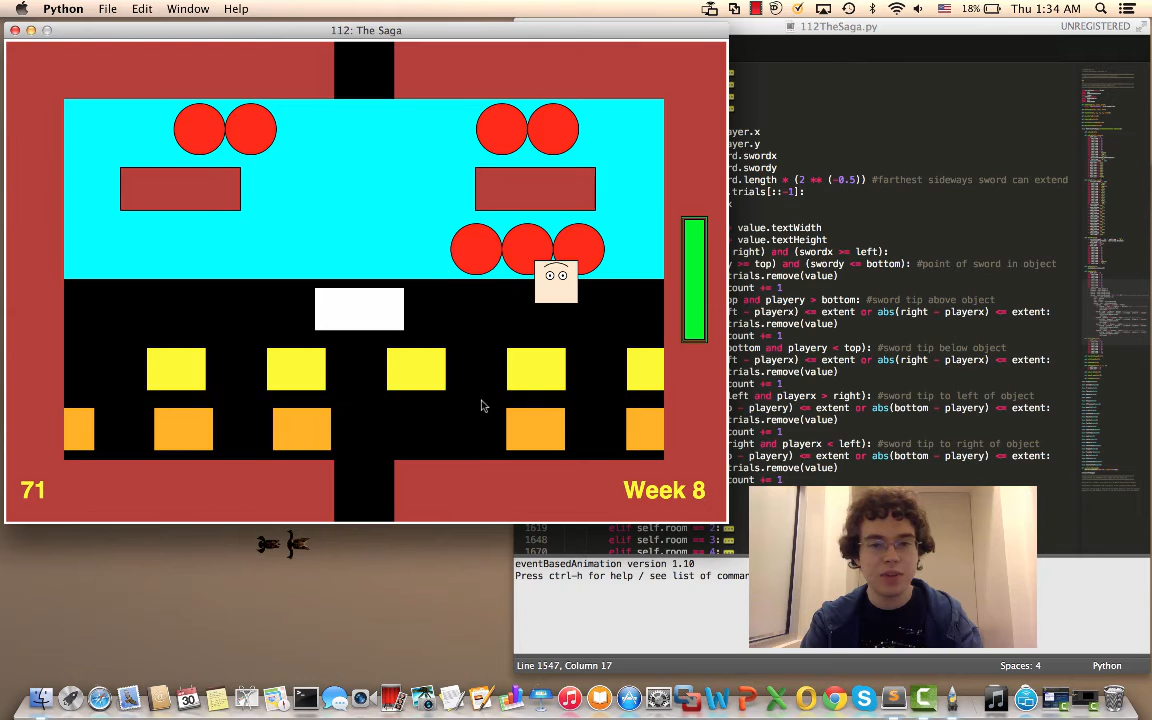 Python File Edit Window Help
18% Thu 1:34 AM
112: The Saga
112TheSaga.py
UNREGISTERED
ayer.x
ayer.y
rd.swordx
rd.swordy
rd.length * (2 ** (-0.5)) #farthest sideways sword can extend
.trials[::-1]:
x
value.textWidth
value.textHeight
right) and (swordx >= left):
y >= top) and (swordy <= bottom): #point of sword in object
trials.remove(value)
count += 1
op and playery > bottom: #sword tip above object
ft - playerx) <= extent or abs(right - playerx) <= extent:
trials.remove(value)
count += 1
bottom and playery < top): #sword tip below object
eft - playerx) <= extent or abs(right - playerx) <= extent:
trials.remove(value)
count += 1
left and playerx > right): #sword tip to left of object
op - playery) <= extent or abs(bottom - playery) <= extent:
trials.remove(value)
count += 1
right and playerx < left): #sword tip to right of object
op - playery) <= extent or abs(bottom - playery) <= extent:
trials.remove(value)
count += 1
71
Week 8
1619 elif self.room == 2:
1648 elif self.room == 3:
1670 elif self.room == 4:
eventBasedAnimation version 1.10
Press ctrl-h for help / see list of comman
Line 1547, Column 17
Spaces: 4
Python